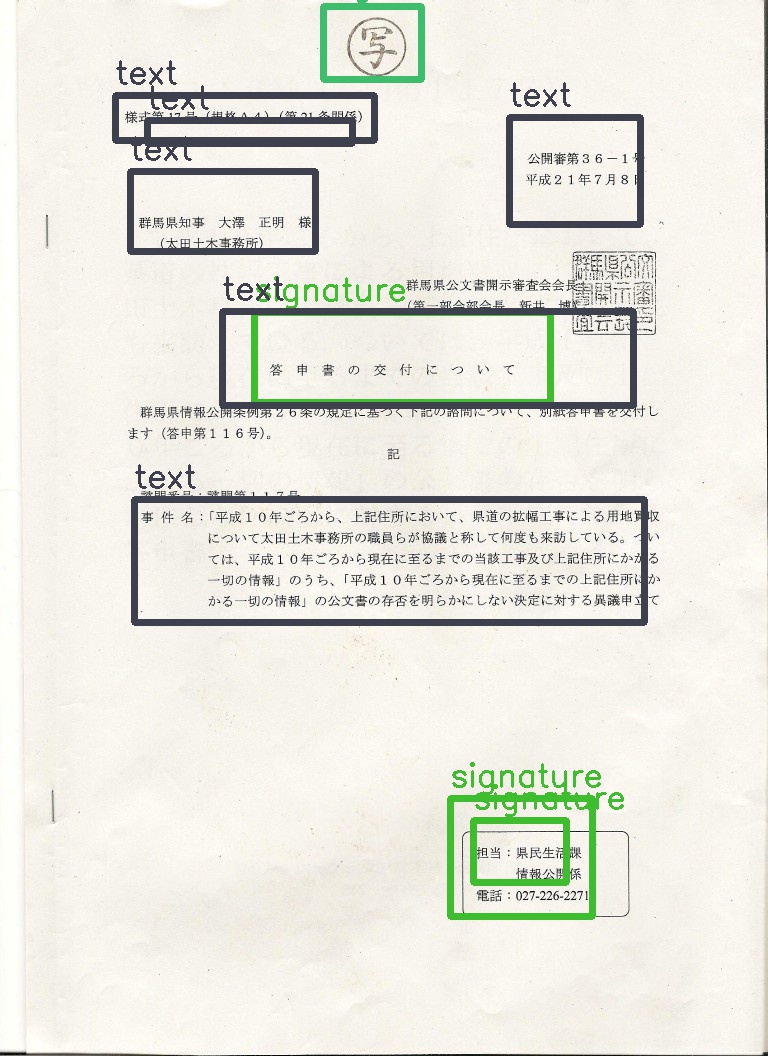 写
text
text
様式第17号（規格A4）（第21条関係）
text
text
公開審第３６－１号
平成２１年７月８日
群馬県知事　大澤　正明　様
（太田土木事務所）
群馬県公文書開示審査会会長
（第一部会部会長　新井　博
text
signature
答申書の交付について
群馬県情報公開条例第２６条の規定に基づく下記の諮問について、別紙答申書を交付し
ます（答申第１１６号）。
記
text
諮問番号：諮問第１１７号
事件名：「平成１０年ごろから、上記住所において、県道の拡幅工事による用地買収
について太田土木事務所の職員らが協議と称して何度も来訪している。つい
ては、平成１０年ごろから現在に至るまでの当該工事及び上記住所にかかる
一切の情報」のうち、「平成１０年ごろから現在に至るまでの上記住所にか
かる一切の情報」の公文書の存否を明らかにしない決定に対する異議申立て
signature
signature
担当：県民生活課
情報公開係
電話：027-226-2271